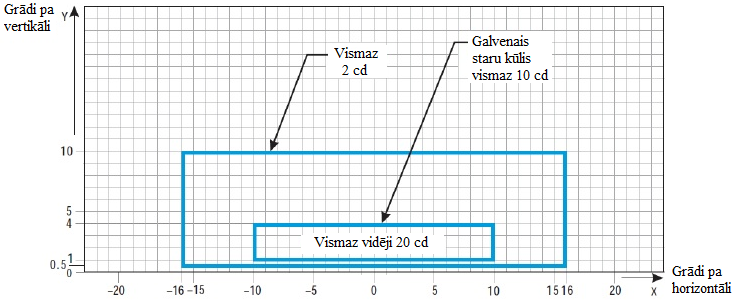 Grādi pa
vertikāli
Y
Vismaz
2 cd
Galvenais
staru kūlis
vismaz 10 cd
10
5
4
Vismaz vidēji 20 cd
1
0.5
0
-20 -16 -15 -10 -5 0 5 10 15 16 20 X
Grādi pa
horizontāli